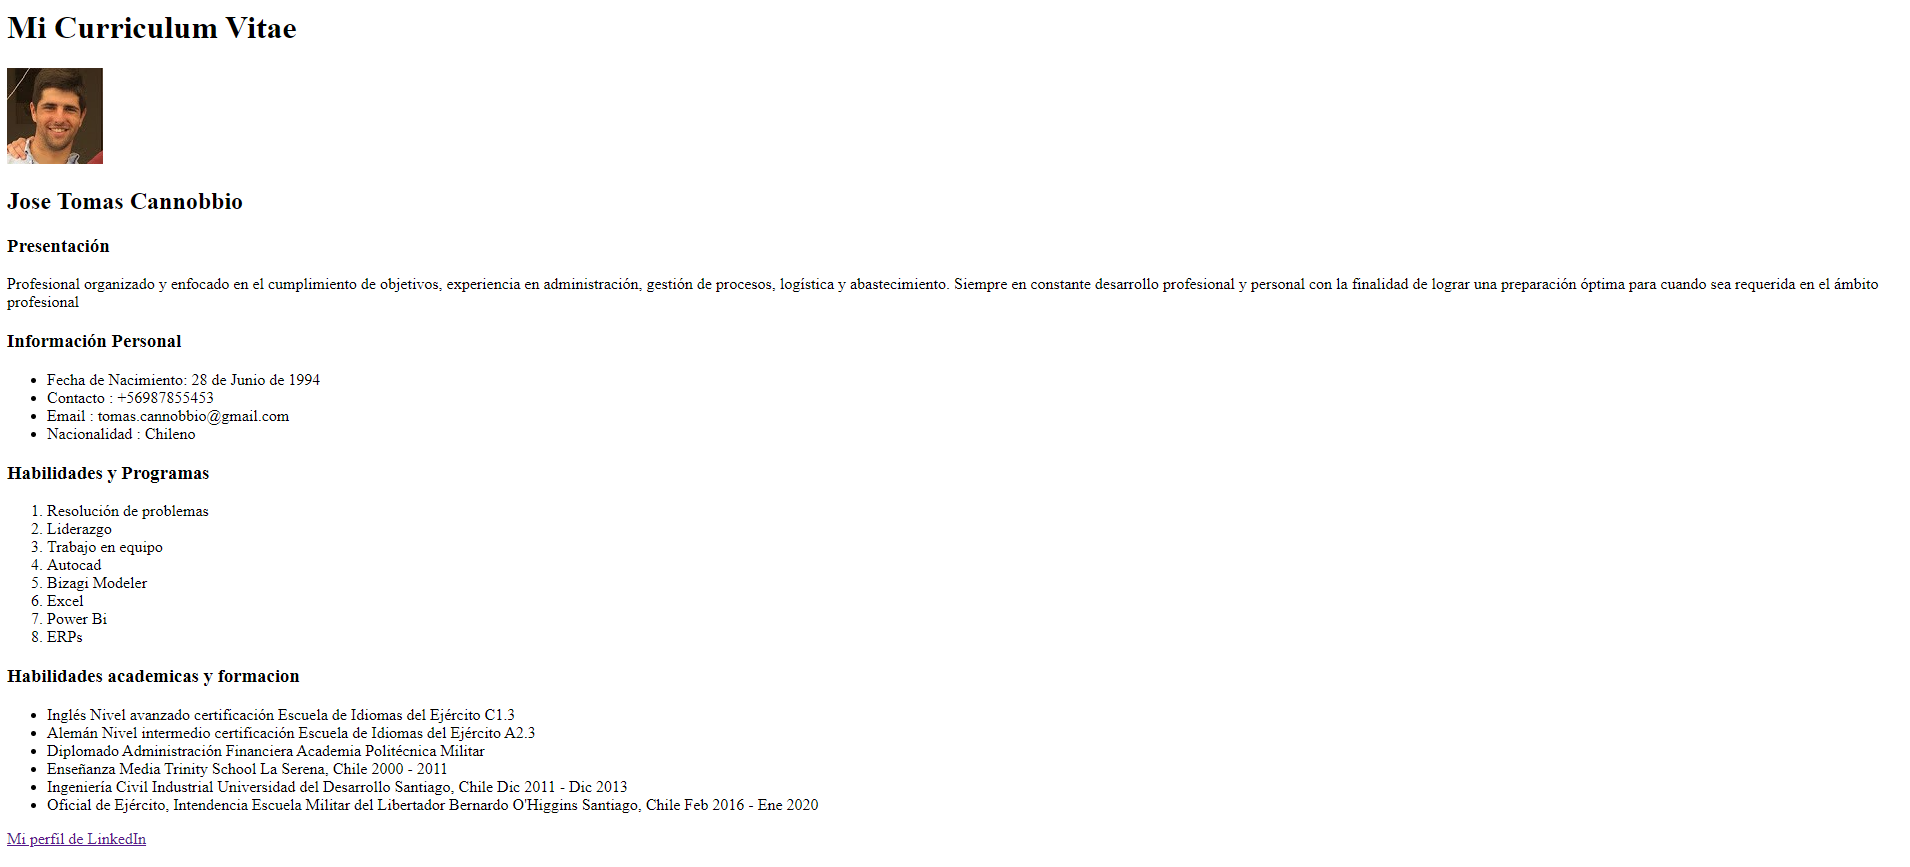 Mi Curriculum Vitae
Jose Tomas Cannobbio
Presentación
Profesional organizado y enfocado en el cumplimiento de objetivos, experiencia en administración, gestión de procesos, logística y abastecimiento. Siempre en constante desarrollo profesional y personal con la finalidad de lograr una preparación óptima para cuando sea requerida en el ámbito
profesional
Información Personal
• Fecha de Nacimiento: 28 de Junio de 1994
• Contacto : +56987855453
• Email : tomas.cannobbio@gmail.com
• Nacionalidad : Chileno
Habilidades y Programas
1. Resolución de problemas
2. Liderazgo
3. Trabajo en equipo
4. Autocad
5. Bizagi Modeler
6. Excel
7. Power Bi
8. ERPs
Habilidades academicas y formacion
• Inglés Nivel avanzado certificación Escuela de Idiomas del Ejército C1.3
• Alemán Nivel intermedio certificación Escuela de Idiomas del Ejército A2.3
• Diplomado Administración Financiera Academia Politécnica Militar
• Enseñanza Media Trinity School La Serena, Chile 2000 - 2011
• Ingeniería Civil Industrial Universidad del Desarrollo Santiago, Chile Dic 2011 - Dic 2013
• Oficial de Ejército, Intendencia Escuela Militar del Libertador Bernardo O'Higgins Santiago, Chile Feb 2016 - Ene 2020
Mi perfil de LinkedIn